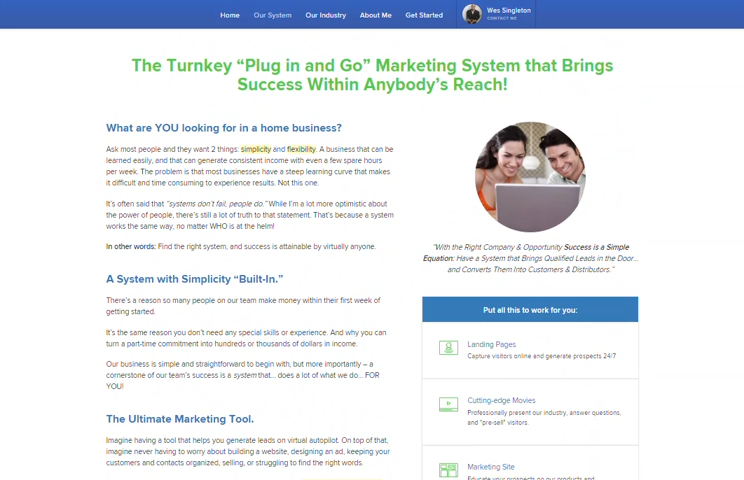 Home
Our System
Our Industry
About Me
Get Started
Wes Singleton
CONTACT ME
The Turnkey “Plug in and Go” Marketing System that Brings
Success Within Anybody’s Reach!
What are YOU looking for in a home business?
Ask most people and they want 2 things: simplicity and flexibility. A business that can be
learned easily, and that can generate consistent income with even a few spare hours
per week. The problem is that most businesses have a steep learning curve that makes
it difficult and time consuming to experience results. Not this one.
It’s often said that “systems don’t fail, people do.” While I’m a lot more optimistic about
the power of people, there’s still a lot of truth to that statement. That’s because a system
works the same way, no matter WHO is at the helm!
In other words: Find the right system, and success is attainable by virtually anyone.
A System with Simplicity “Built-In.”
There’s a reason so many people on our team make money within their first week of
getting started.
It’s the same reason you don’t need any special skills or experience. And why you can
turn a part-time commitment into hundreds or thousands of dollars in income.
Our business is simple and straightforward to begin with, but more importantly – a
cornerstone of our team’s success is a system that... does a lot of what we do... FOR
YOU!
The Ultimate Marketing Tool.
Imagine having a tool that helps you generate leads on virtual autopilot. On top of that,
imagine never having to worry about building a website, designing an ad, keeping your
customers and contacts organized, selling, or struggling to find the right words.
“With the Right Company & Opportunity Success is a Simple
Equation: Have a System that Brings Qualified Leads in the Door...
and Converts Them Into Customers & Distributors.”
Put all this to work for you:
Landing Pages
Capture visitors online and generate prospects 24/7
Cutting-edge Movies
Professionally present our industry, answer questions,
and "pre-sell" visitors.
Marketing Site
Educate your prospects on our products and